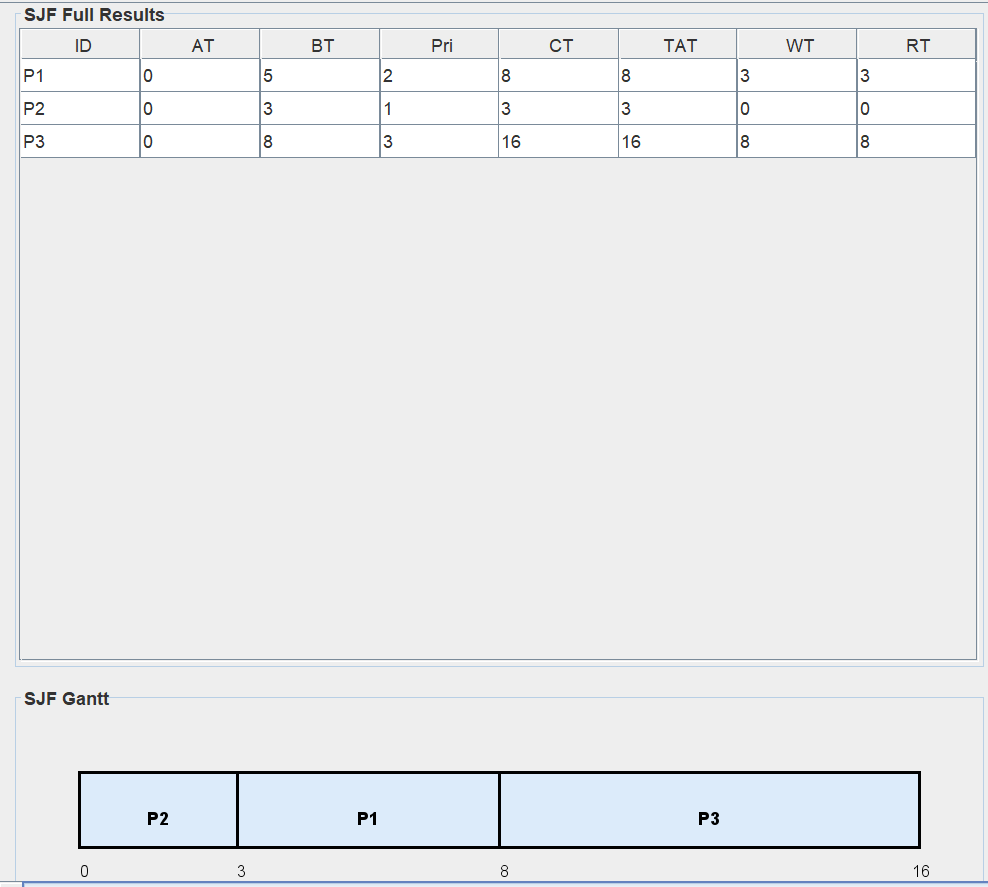 SJF Full Results
ID AT BT Pri CT TAT WT RT
P1 0 5 2 8 8 3 3
P2 0 3 1 3 3 0 0
P3 0 8 3 16 16 8 8
SJF Gantt
P2 P1 P3
0 3 8 16